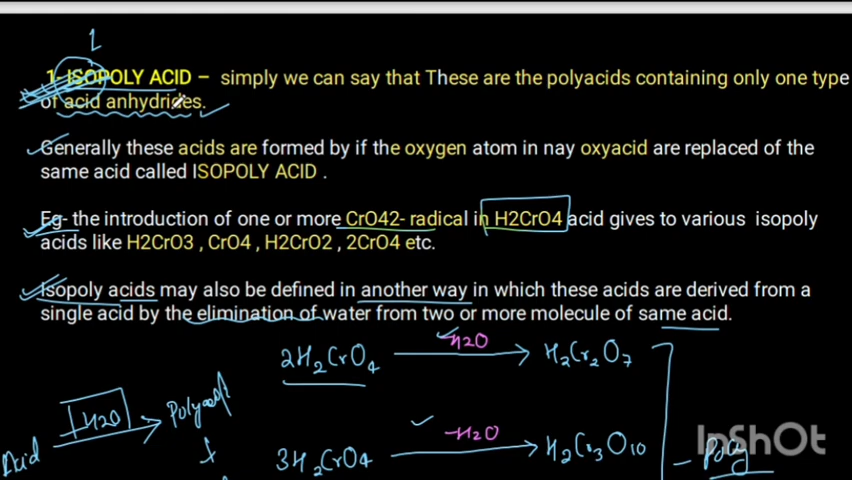 1
1- ISOPOLY ACID – simply we can say that These are the polyacids containing only one type
of acid anhydrides.
Generally these acids are formed by if the oxygen atom in nay oxyacid are replaced of the
same acid called ISOPOLY ACID .
Eg- the introduction of one or more CrO42- radical in H2CrO4 acid gives to various isopoly
acids like H2CrO3 , CrO4 , H2CrO2 , 2CrO4 etc.
Isopoly acids may also be defined in another way in which these acids are derived from a
single acid by the elimination of water from two or more molecule of same acid.
2H2CrO4 -H2O H2Cr2O7
Acid H2O Polyacid
3H2CrO4 -H2O H2Cr3O10
- Poly
InShOt